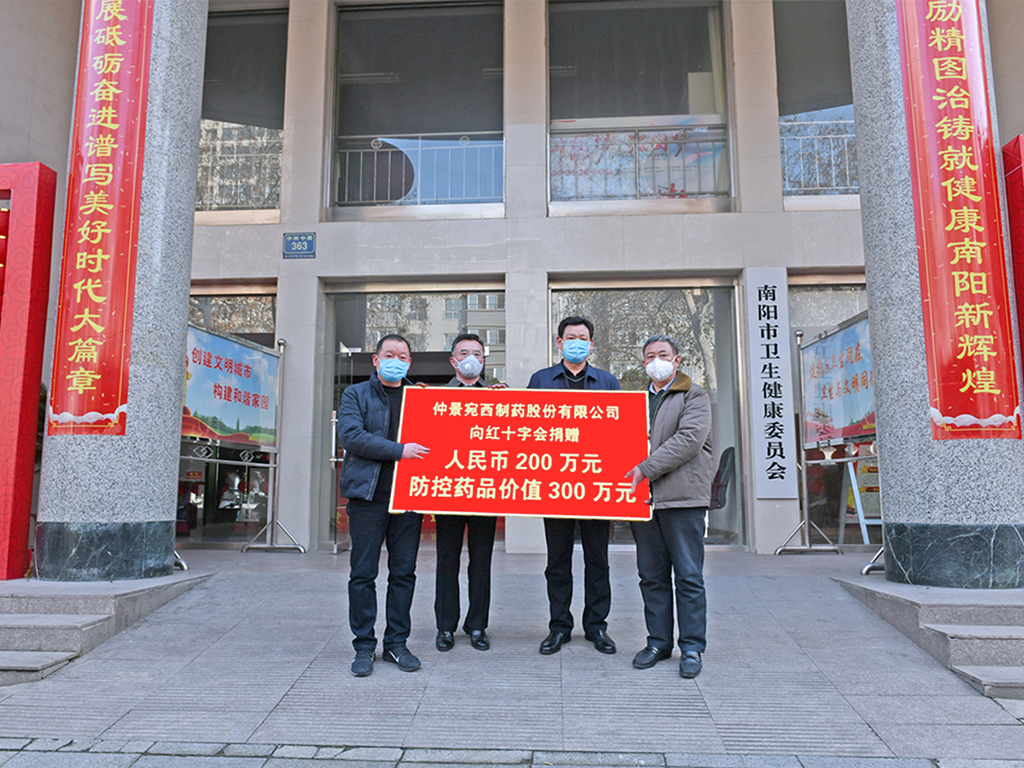 展砥砺奋进谱写美好时代大篇章
励精图治铸就健康南阳新辉煌
中州中路
363
创建文明城市
构建和谐家园
南阳市卫生健康委员会
仲景宛西制药股份有限公司
向红十字会捐赠
人民币 200 万元
防控药品价值 300 万元